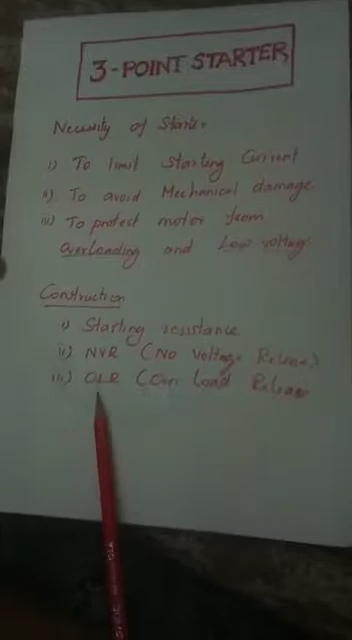 3-POINT STARTER
Necessity of Starter
i) To limit Starting Current
ii) To avoid Mechanical damage
iii) To protect motor from
Overloading and Low voltage
Construction
i) Starting resistance
ii) NVR (No Voltage Release)
iii) OLR (Over Load Release